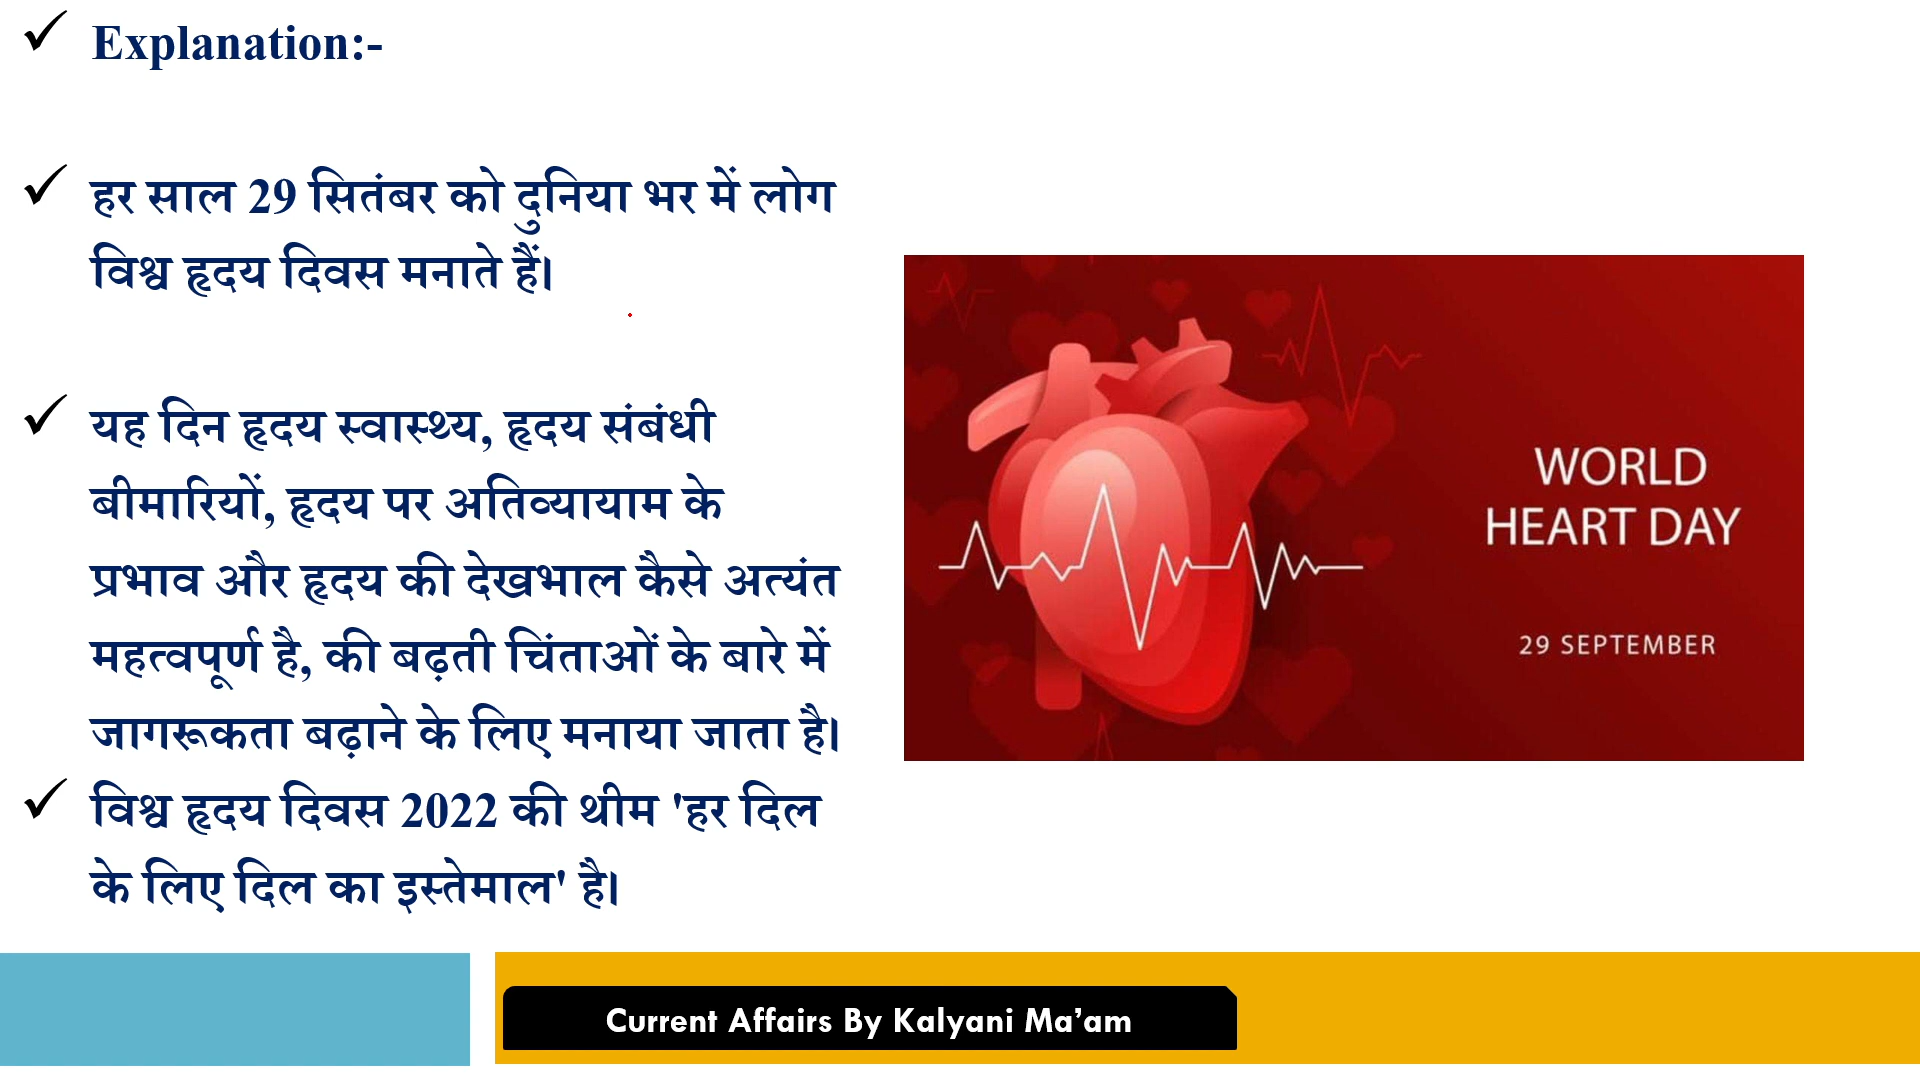 ✓ Explanation:-
✓ हर साल 29 सितंबर को दुनिया भर में लोग
विश्व हृदय दिवस मनाते हैं।
✓ यह दिन हृदय स्वास्थ्य, हृदय संबंधी
बीमारियों, हृदय पर अतिव्यायाम के
प्रभाव और हृदय की देखभाल कैसे अत्यंत
महत्वपूर्ण है, की बढ़ती चिंताओं के बारे में
जागरूकता बढ़ाने के लिए मनाया जाता है।
✓ विश्व हृदय दिवस 2022 की थीम 'हर दिल
के लिए दिल का इस्तेमाल' है।
WORLD
HEART DAY
29 SEPTEMBER
Current Affairs By Kalyani Ma’am